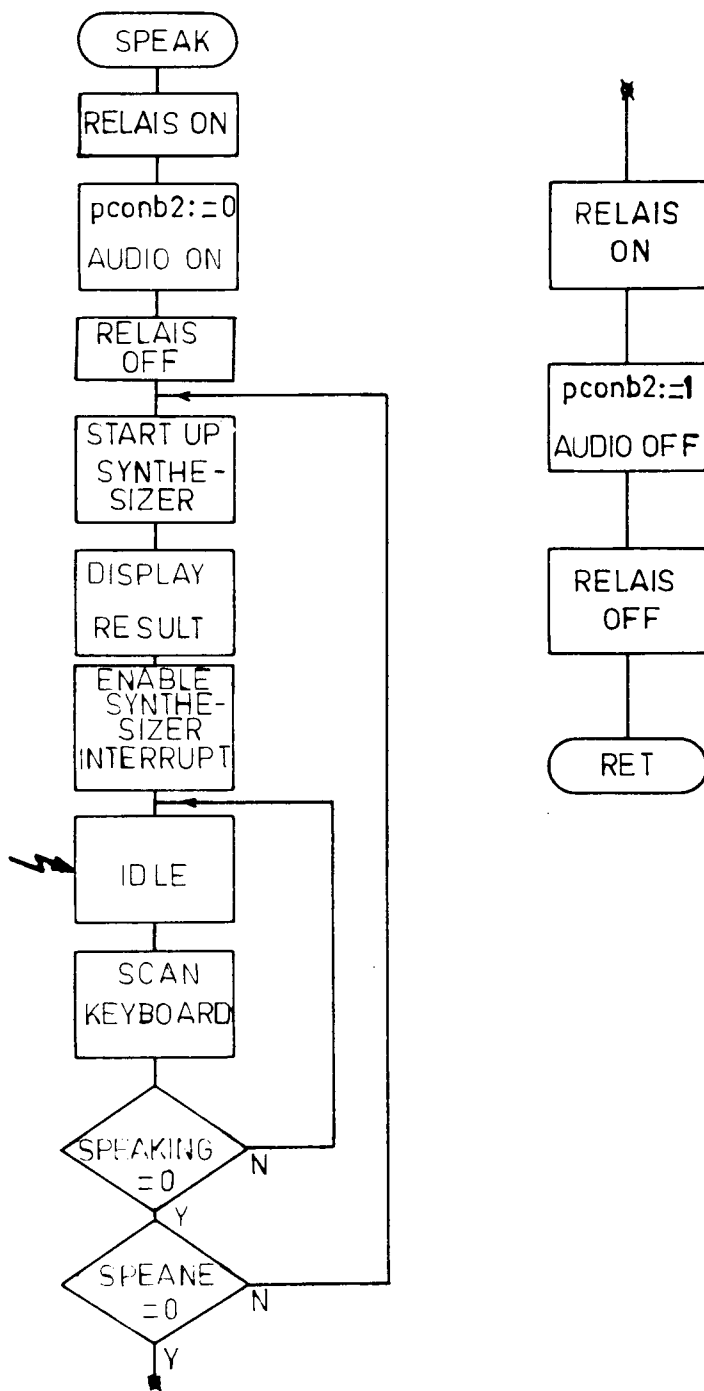 SPEAK
RELAIS ON
pconb2:=0
AUDIO ON
RELAIS
OFF
START UP
SYNTHE-
SIZER
DISPLAY
RESULT
ENABLE
SYNTHE-
SIZER
INTERRUPT
IDLE
SCAN
KEYBOARD
SPEAKING
=0
N
Y
SPEANE
=0
N
Y
RELAIS
ON
pconb2:=1
AUDIO OFF
RELAIS
OFF
RET